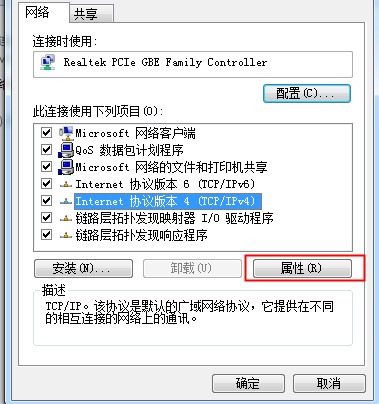 网络
共享
连接时使用:
Realtek PCIe GBE Family Controller
配置(C)...
此连接使用下列项目(O):
Microsoft 网络客户端
QoS 数据包计划程序
Microsoft 网络的文件和打印机共享
Internet 协议版本 6 (TCP/IPv6)
Internet 协议版本 4 (TCP/IPv4)
链路层拓扑发现映射器 I/O 驱动程序
链路层拓扑发现响应程序
安装(N)...
卸载(U)
属性(R)
描述
TCP/IP。该协议是默认的广域网络协议，它提供在不同
的相互连接的网络上的通讯。
确定
取消